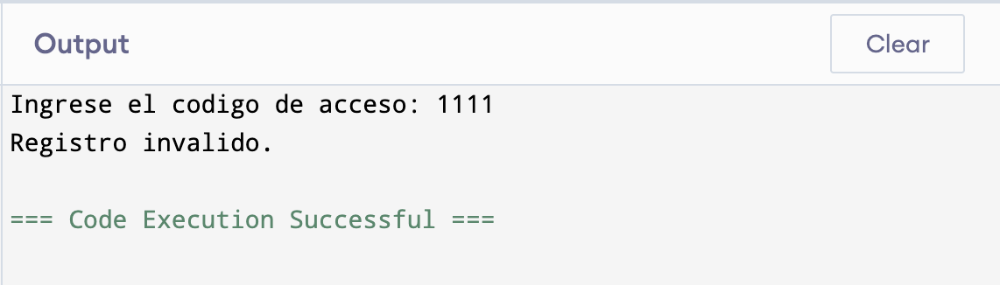 Output
Clear
Ingrese el codigo de acceso: 1111
Registro invalido.
=== Code Execution Successful ===